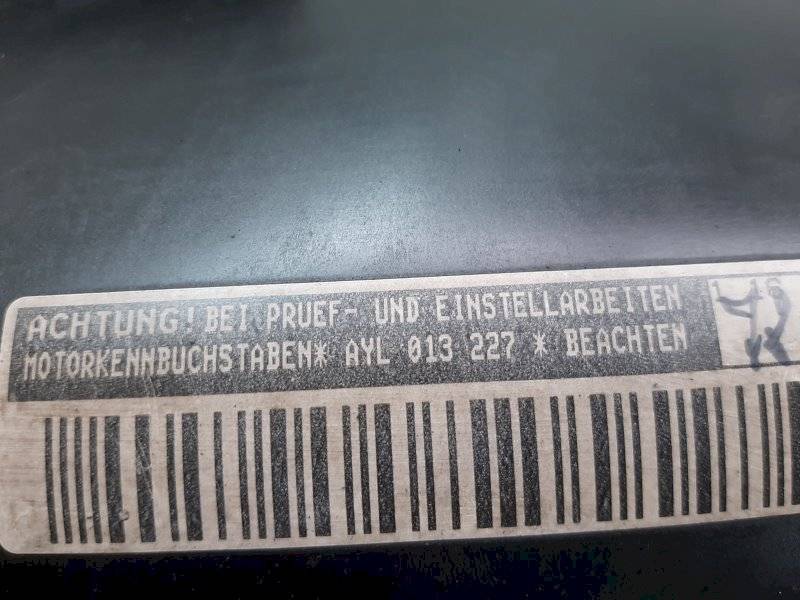 ACHTUNG! BEI PRUEF- UND EINSTELLARBEITEN
MOTORKENNBUCHSTABEN* AYL 013 227 * BEACHTEN